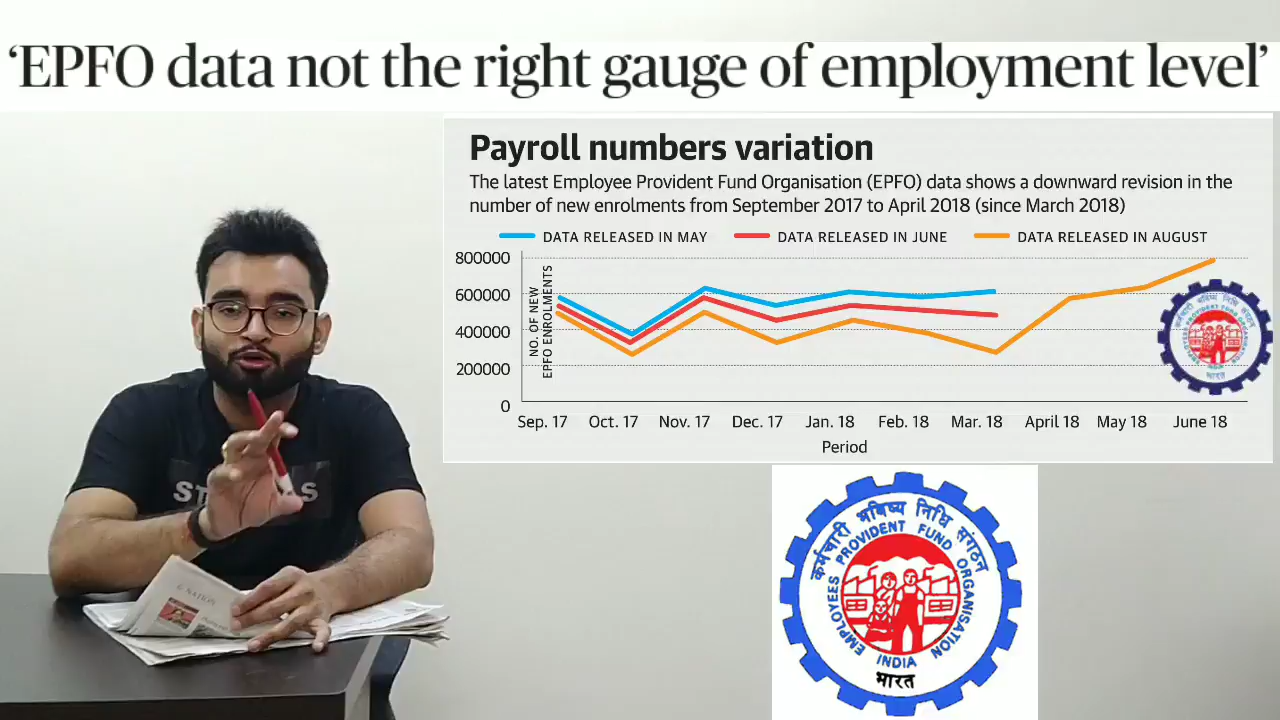 ‘EPFO data not the right gauge of employment level’
Payroll numbers variation
The latest Employee Provident Fund Organisation (EPFO) data shows a downward revision in the
number of new enrolments from September 2017 to April 2018 (since March 2018)
DATA RELEASED IN MAY
DATA RELEASED IN JUNE
DATA RELEASED IN AUGUST
800000
600000
400000
200000
0
NO. OF NEW
EPFO ENROLMENTS
Sep. 17 Oct. 17 Nov. 17 Dec. 17 Jan. 18 Feb. 18 Mar. 18 April 18 May 18 June 18
Period
कर्मचारी भविष्य निधि संगठन
EMPLOYEES PROVIDENT FUND ORGANISATION
INDIA
भारत
NATION